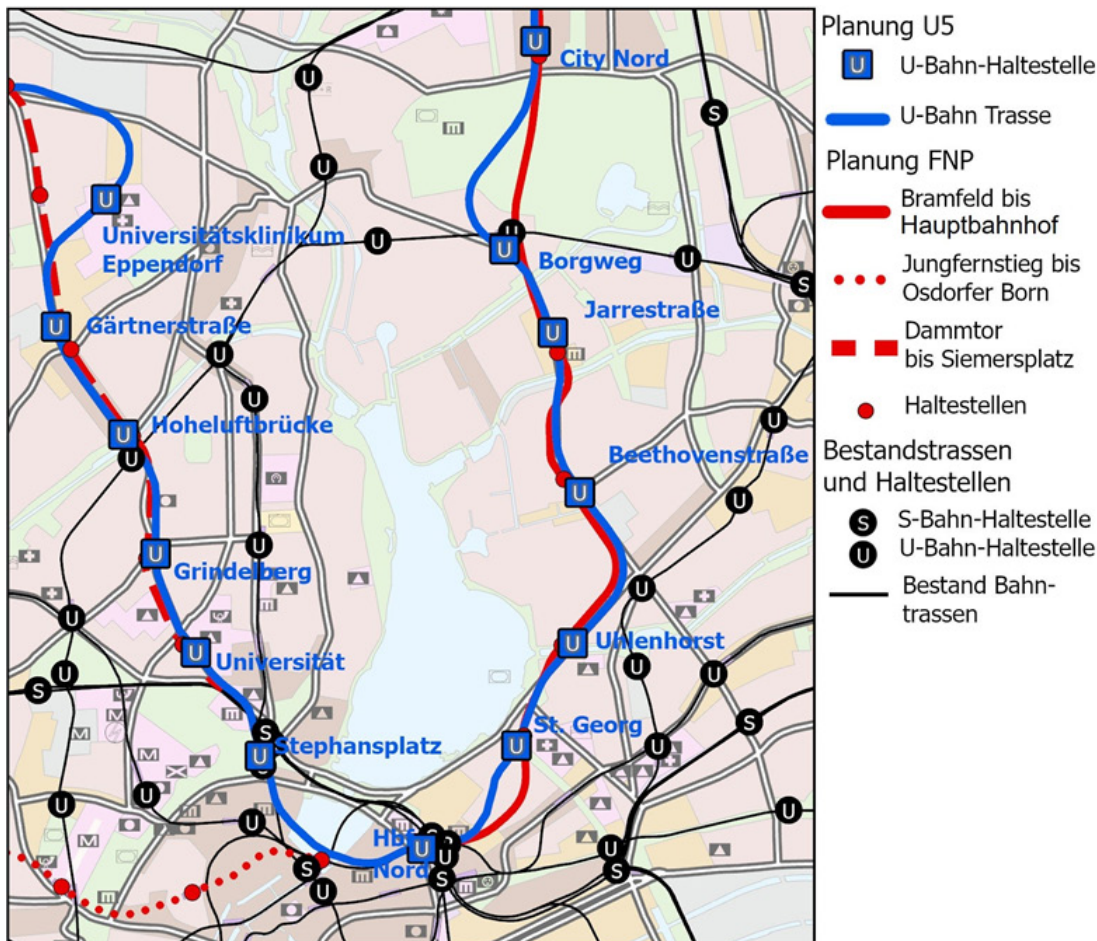 City Nord
Universitätsklinikum
Eppendorf
Borgweg
Jarrestraße
Gärtnerstraße
Hoheluftbrücke
Beethovenstraße
Grindelberg
Uhlenhorst
Universität
St. Georg
Stephansplatz
Hbf
Nord
Planung U5
U U-Bahn-Haltestelle
U-Bahn Trasse
Planung FNP
Bramfeld bis
Hauptbahnhof
Jungfernstieg bis
Osdorfer Born
Dammtor
bis Siemersplatz
Haltestellen
Bestandstrassen
und Haltestellen
S S-Bahn-Haltestelle
U U-Bahn-Haltestelle
Bestand Bahn-
trassen